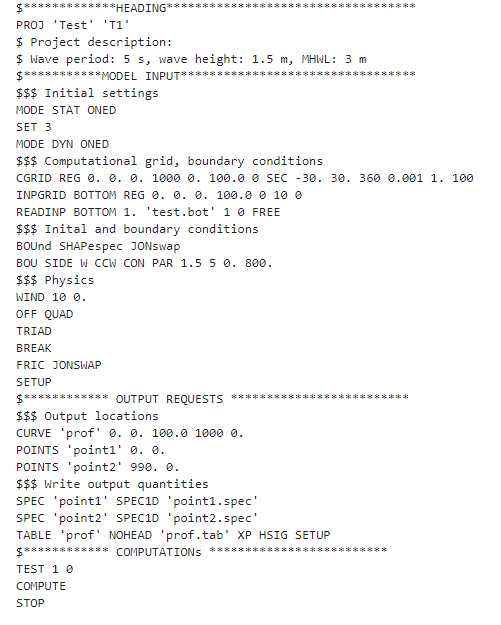 $*************HEADING***********************************
PROJ 'Test' 'T1'
$ Project description:
$ Wave period: 5 s, wave height: 1.5 m, MHWL: 3 m
$***********MODEL INPUT*********************************
$$$ Initial settings
MODE STAT ONED
SET 3
MODE DYN ONED
$$$ Computational grid, boundary conditions
CGRID REG 0. 0. 0. 1000 0. 100.0 0 SEC -30. 30. 360 0.001 1. 100
INPGRID BOTTOM REG 0. 0. 0. 100.0 0 10 0
READINP BOTTOM 1. 'test.bot' 1 0 FREE
$$$ Inital and boundary conditions
BOUnd SHAPespec JONswap
BOU SIDE W CCW CON PAR 1.5 5 0. 800.
$$$ Physics
WIND 10 0.
OFF QUAD
TRIAD
BREAK
FRIC JONSWAP
SETUP
$************ OUTPUT REQUESTS *************************
$$$ Output locations
CURVE 'prof' 0. 0. 100.0 1000 0.
POINTS 'point1' 0. 0.
POINTS 'point2' 990. 0.
$$$ Write output quantities
SPEC 'point1' SPEC1D 'point1.spec'
SPEC 'point2' SPEC1D 'point2.spec'
TABLE 'prof' NOHEAD 'prof.tab' XP HSIG SETUP
$************ COMPUTATIONs *************************
TEST 1 0
COMPUTE
STOP